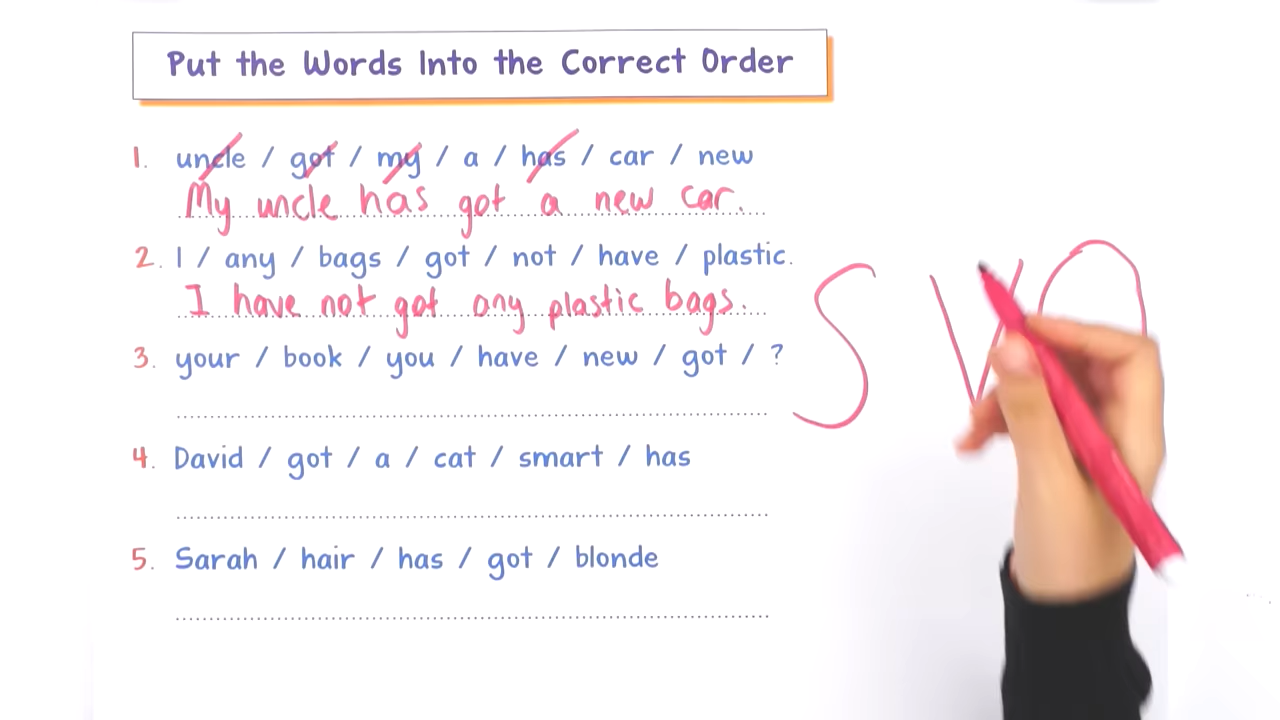 Put the Words Into the Correct Order
1. uncle / got / my / a / has / car / new
My uncle has got a new car.
2. I / any / bags / got / not / have / plastic.
I have not got any plastic bags.
3. your / book / you / have / new / got / ?
4. David / got / a / cat / smart / has
5. Sarah / hair / has / got / blonde
S V O